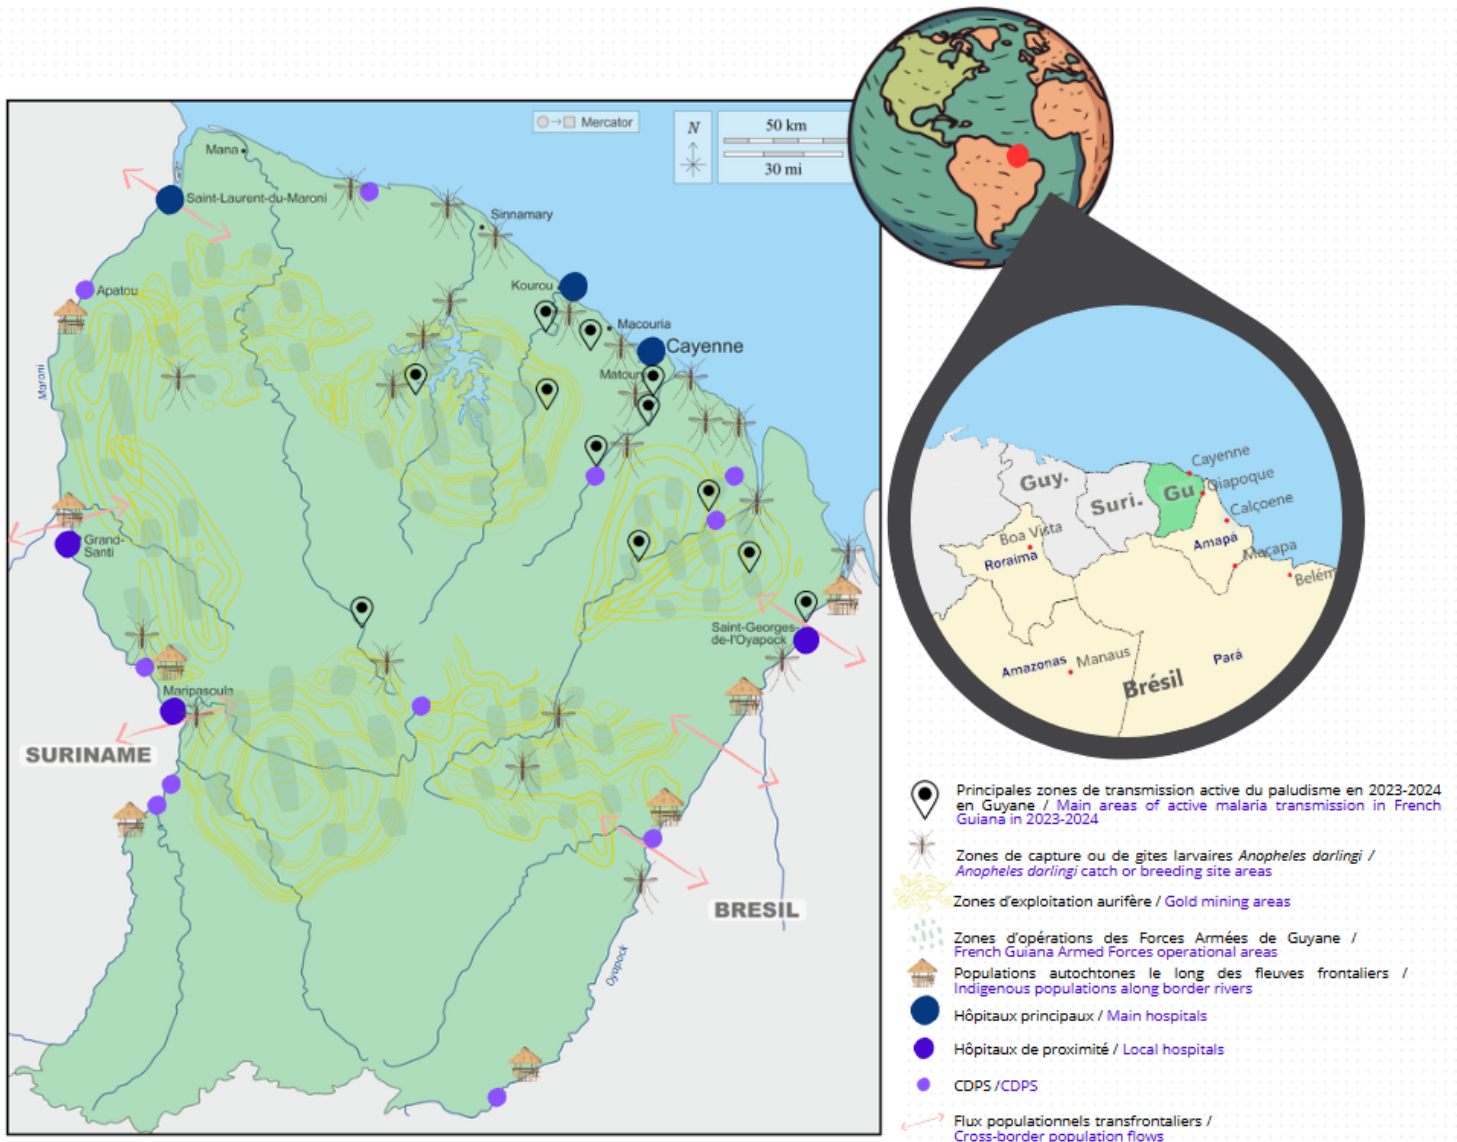 Mercator
N
50 km
30 mi
Mana
Saint-Laurent-du-Maroni
Sinnamary
Apatou
Kourou
Macouria
Cayenne
Matoury
Maroni
Grand-
Santi
Saint-Georges-
de-l'Oyapock
Maripasoula
SURINAME
BRESIL
Oyapock
Cayenne
Oiapoque
Guy.
Suri.
Gu
Calçoene
Boa Vista
Roraima
Amapá
Macapa
Belém
Amazonas
Manaus
Pará
Brésil
Principales zones de transmission active du paludisme en 2023-2024
en Guyane / Main areas of active malaria transmission in French
Guiana in 2023-2024
Zones de capture ou de gites larvaires Anopheles darlingi /
Anopheles darlingi catch or breeding site areas
Zones d'exploitation aurifère / Gold mining areas
Zones d'opérations des Forces Armées de Guyane /
French Guiana Armed Forces operational areas
Populations autochtones le long des fleuves frontaliers /
Indigenous populations along border rivers
Hôpitaux principaux / Main hospitals
Hôpitaux de proximité / Local hospitals
CDPS /CDPS
Flux populationnels transfrontaliers /
Cross-border population flows